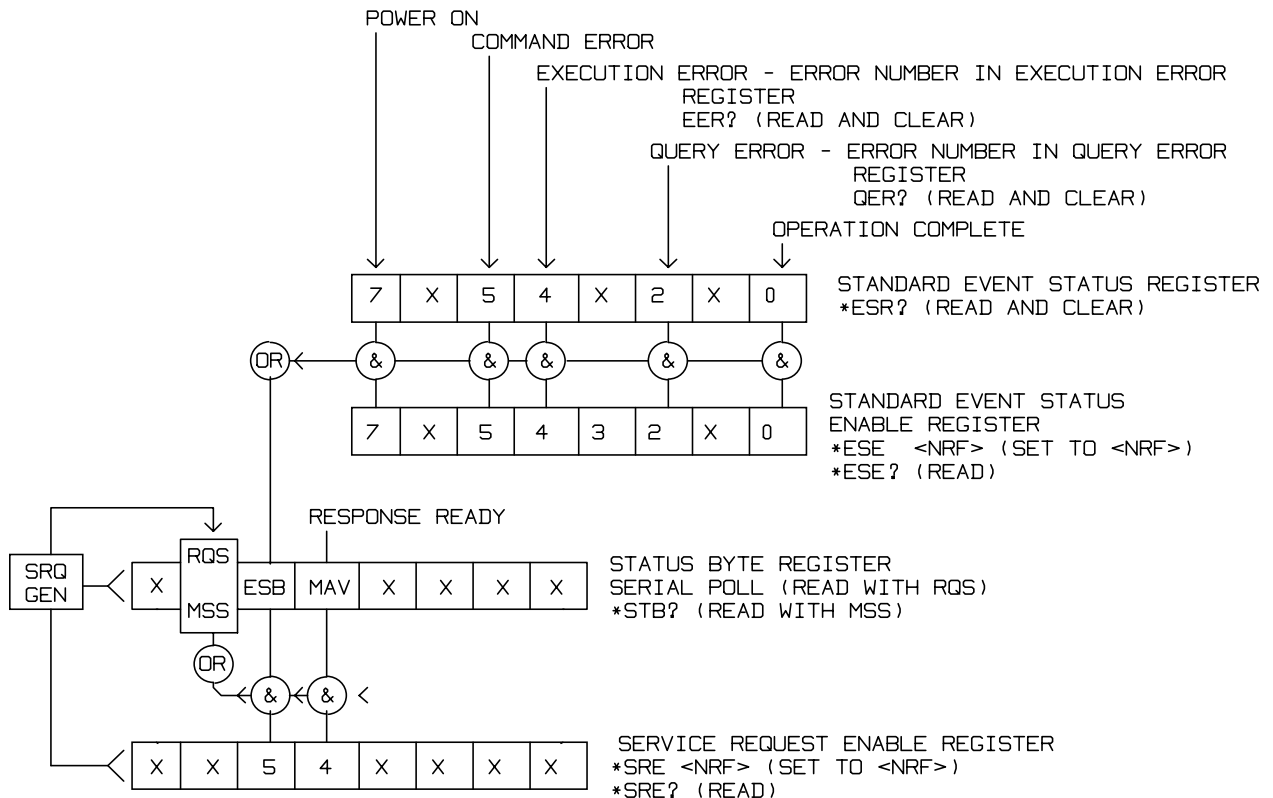 POWER ON
COMMAND ERROR
EXECUTION ERROR - ERROR NUMBER IN EXECUTION ERROR
REGISTER
EER? (READ AND CLEAR)
QUERY ERROR - ERROR NUMBER IN QUERY ERROR
REGISTER
QER? (READ AND CLEAR)
OPERATION COMPLETE
7 X 5 4 X 2 X 0
STANDARD EVENT STATUS REGISTER
*ESR? (READ AND CLEAR)
OR & & & & &
7 X 5 4 3 2 X 0
STANDARD EVENT STATUS
ENABLE REGISTER
*ESE <NRF> (SET TO <NRF>)
*ESE? (READ)
RESPONSE READY
SRQ
GEN
X RQS MSS ESB MAV X X X X
STATUS BYTE REGISTER
SERIAL POLL (READ WITH RQS)
*STB? (READ WITH MSS)
OR
& &
X X 5 4 X X X X
SERVICE REQUEST ENABLE REGISTER
*SRE <NRF> (SET TO <NRF>)
*SRE? (READ)